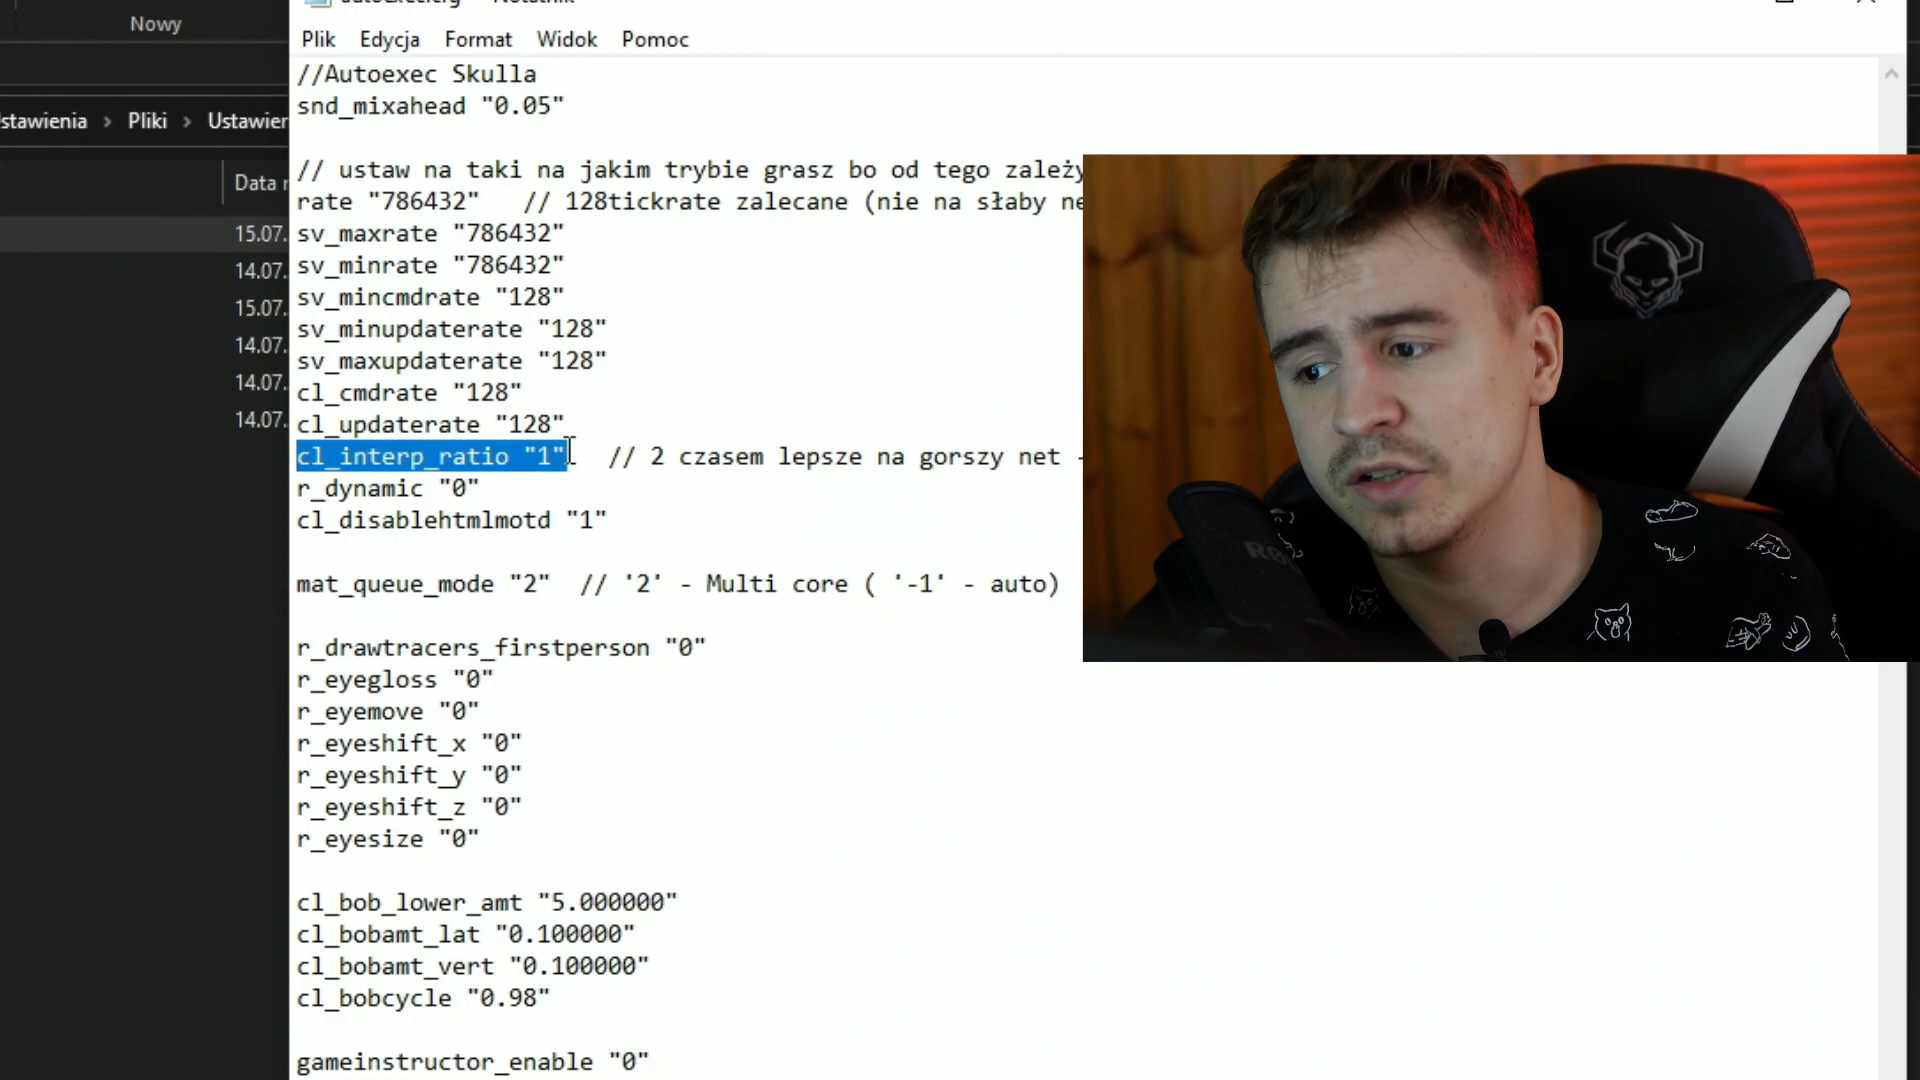 Nowy
Plik Edycja Format Widok Pomoc
//Autoexec Skulla
snd_mixahead "0.05"
stawienia > Pliki > Ustawier
// ustaw na taki na jakim trybie grasz bo od tego zależy
Data
rate "786432" // 128tickrate zalecane (nie na słaby ne
15.07. sv_maxrate "786432"
14.07. sv_minrate "786432"
15.07. sv_mincmdrate "128"
sv_minupdaterate "128"
14.07. sv_maxupdaterate "128"
14.07. cl_cmdrate "128"
14.07. cl_updaterate "128"
cl_interp_ratio "1" // 2 czasem lepsze na gorszy net -
r_dynamic "0"
cl_disablehtmlmotd "1"
mat_queue_mode "2" // '2' - Multi core ( '-1' - auto)
r_drawtracers_firstperson "0"
r_eyegloss "0"
r_eyemove "0"
r_eyeshift_x "0"
r_eyeshift_y "0"
r_eyeshift_z "0"
r_eyesize "0"
cl_bob_lower_amt "5.000000"
cl_bobamt_lat "0.100000"
cl_bobamt_vert "0.100000"
cl_bobcycle "0.98"
gameinstructor_enable "0"